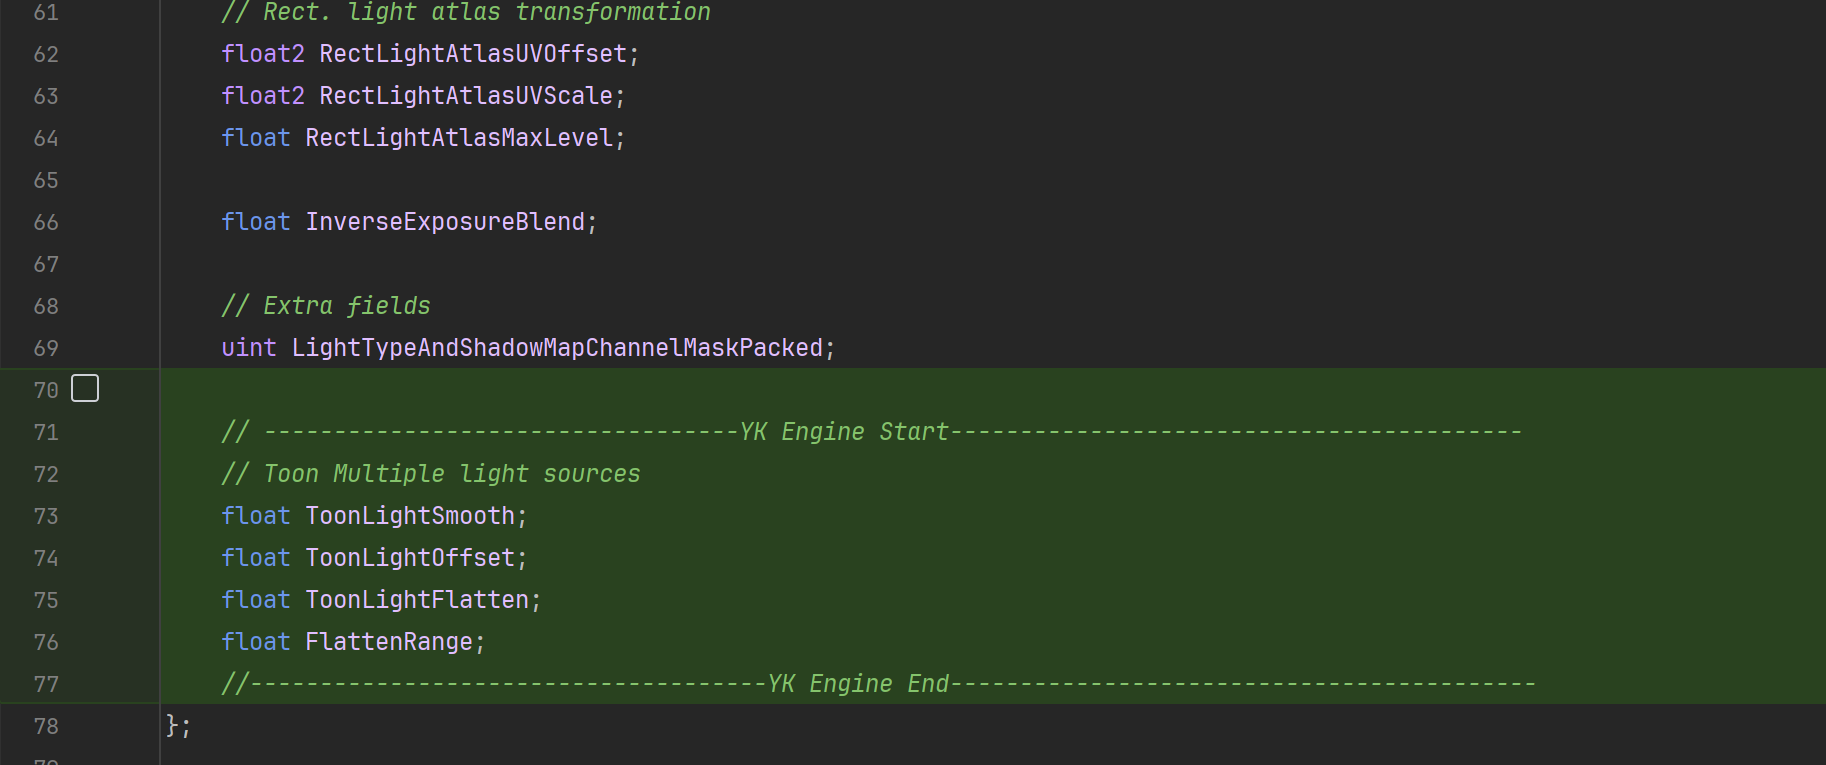 61 // Rect. light atlas transformation
62 float2 RectLightAtlasUVOffset;
63 float2 RectLightAtlasUVScale;
64 float RectLightAtlasMaxLevel;
65
66 float InverseExposureBlend;
67
68 // Extra fields
69 uint LightTypeAndShadowMapChannelMaskPacked;
70
71 // ----------------------------------YK Engine Start-----------------------------------------
72 // Toon Multiple light sources
73 float ToonLightSmooth;
74 float ToonLightOffset;
75 float ToonLightFlatten;
76 float FlattenRange;
77 //-------------------------------------YK Engine End------------------------------------------
78 };